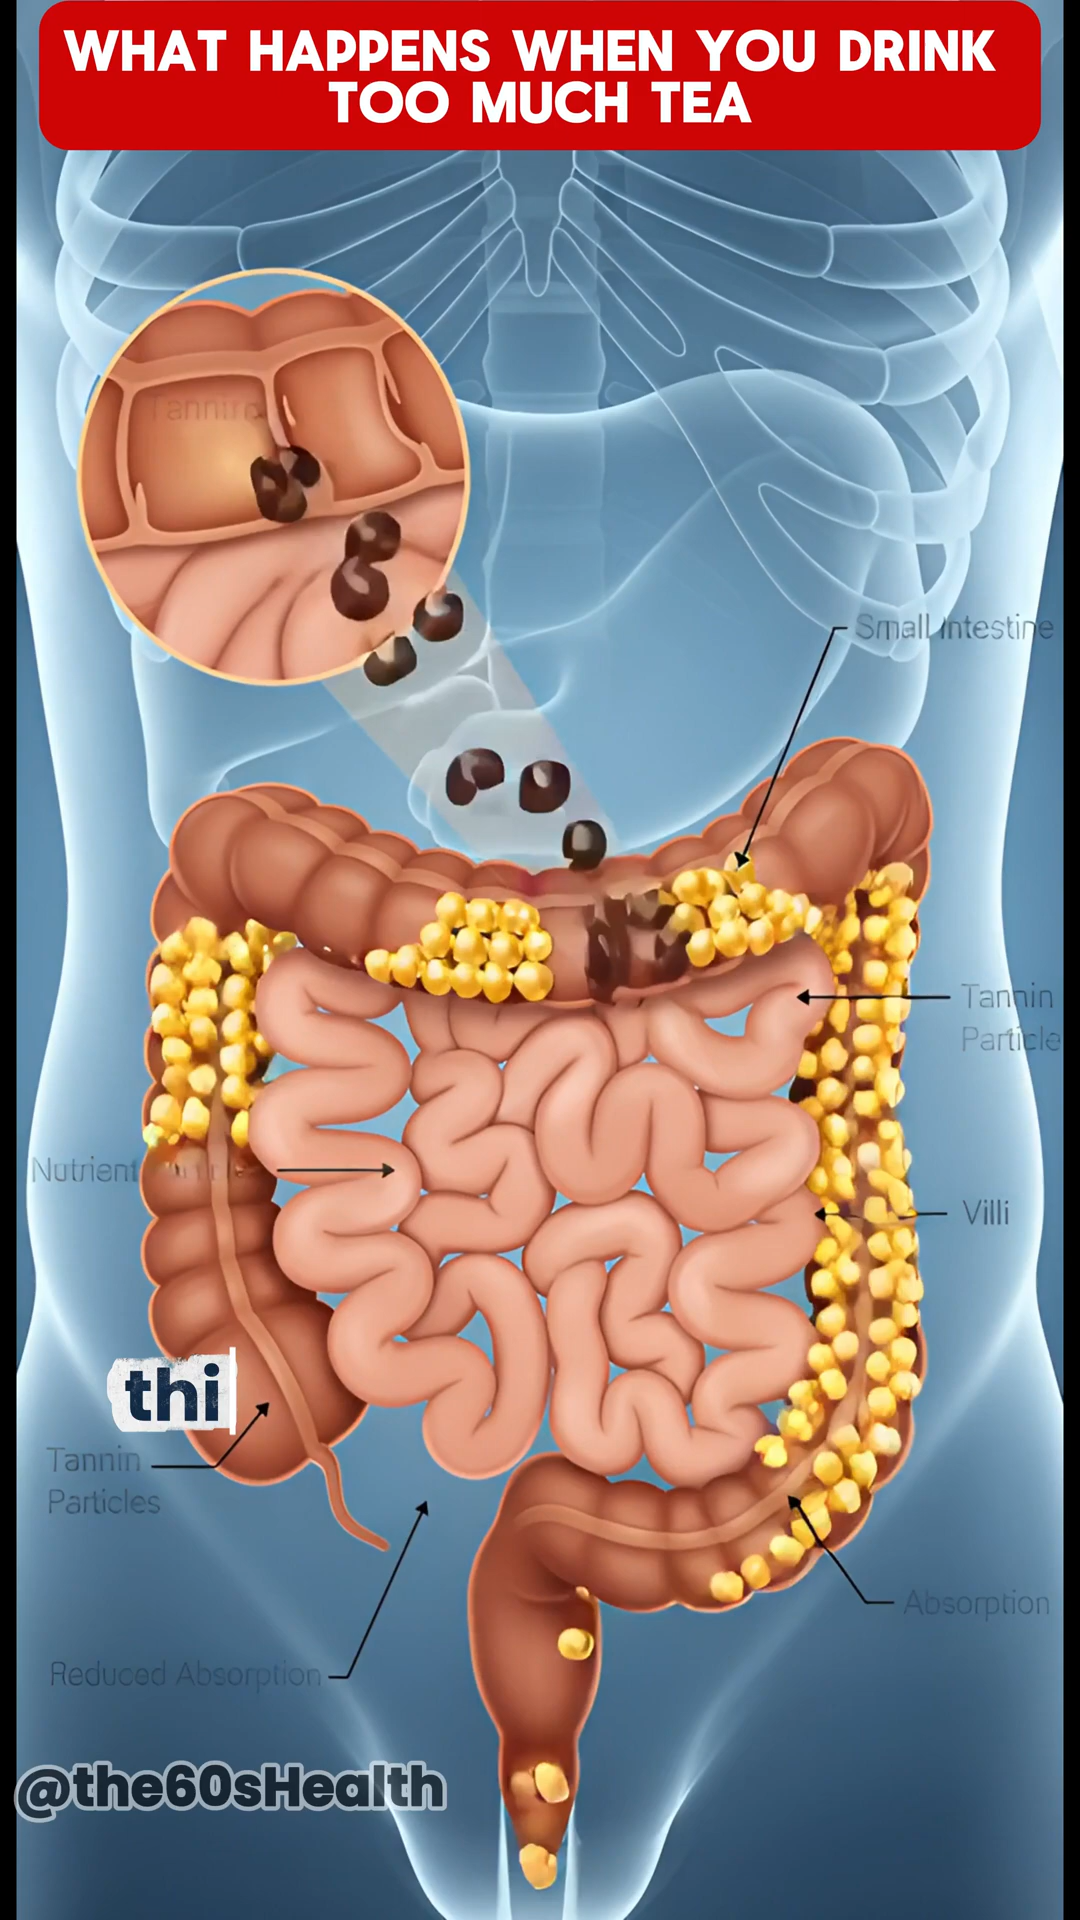 WHAT HAPPENS WHEN YOU DRINK
TOO MUCH TEA
Small Intestine
Tannin
Particle
Nutrient
Villi
thi
Tannin
Particles
Absorption
Reduced Absorption
@the60sHealth